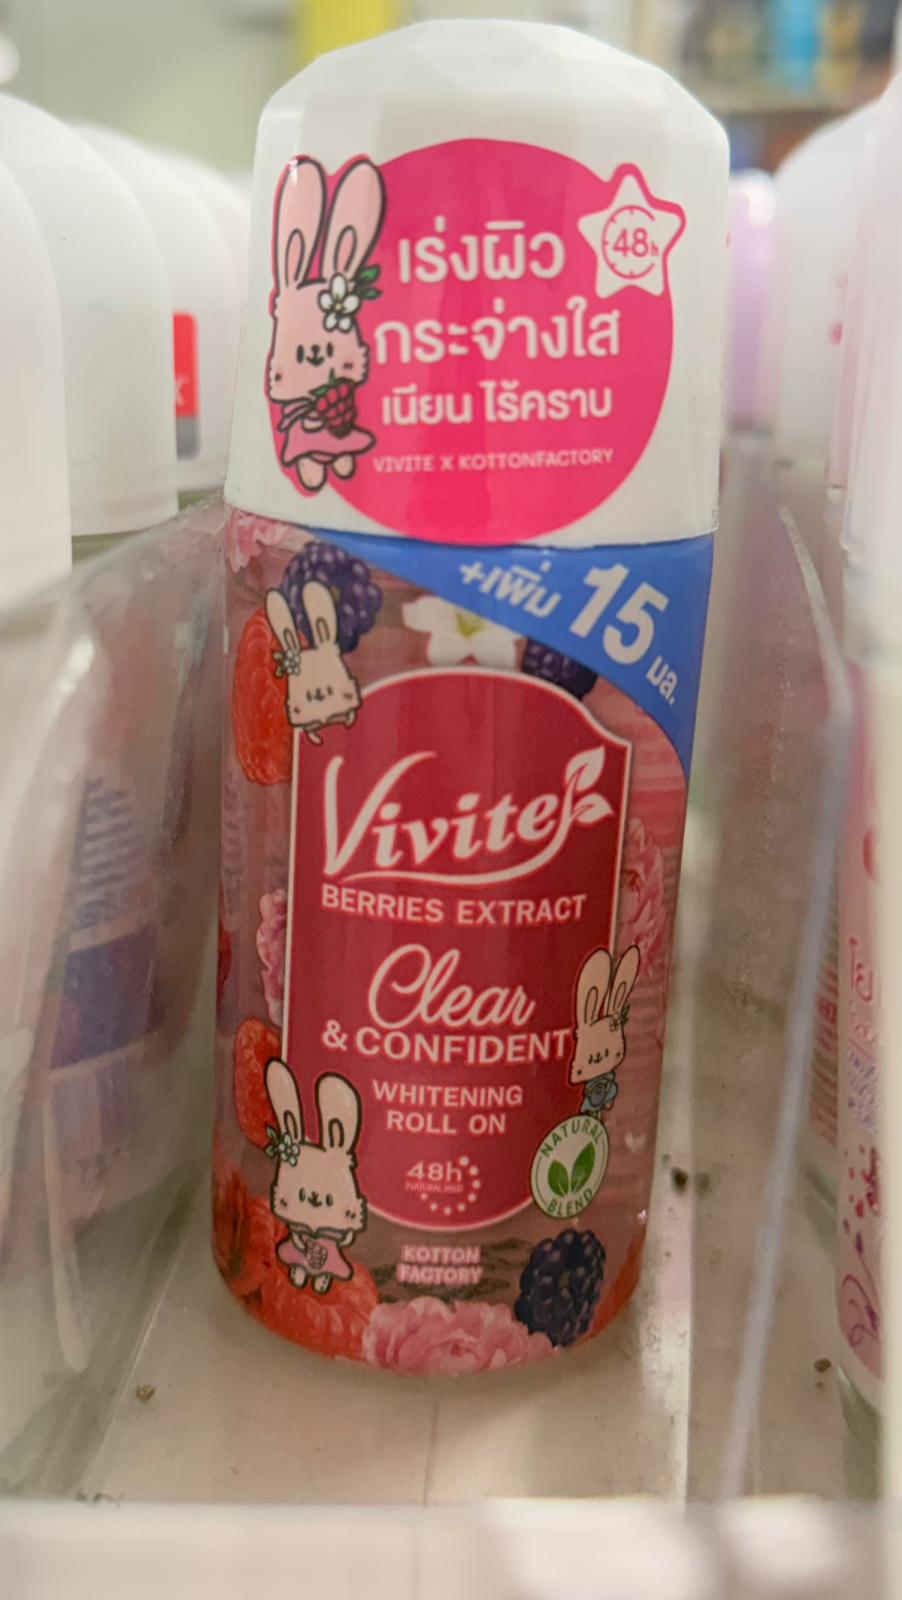 เร่งผิว
48h
กระจ่างใส
เนียน ไร้คราบ
VIVITE X KOTTONFACTORY
+เพิ่ม 15 มล.
Vivite
BERRIES EXTRACT
Clear
& CONFIDENT
WHITENING
ROLL ON
48h
NATURAL BLEND
KOTTON
FACTORY